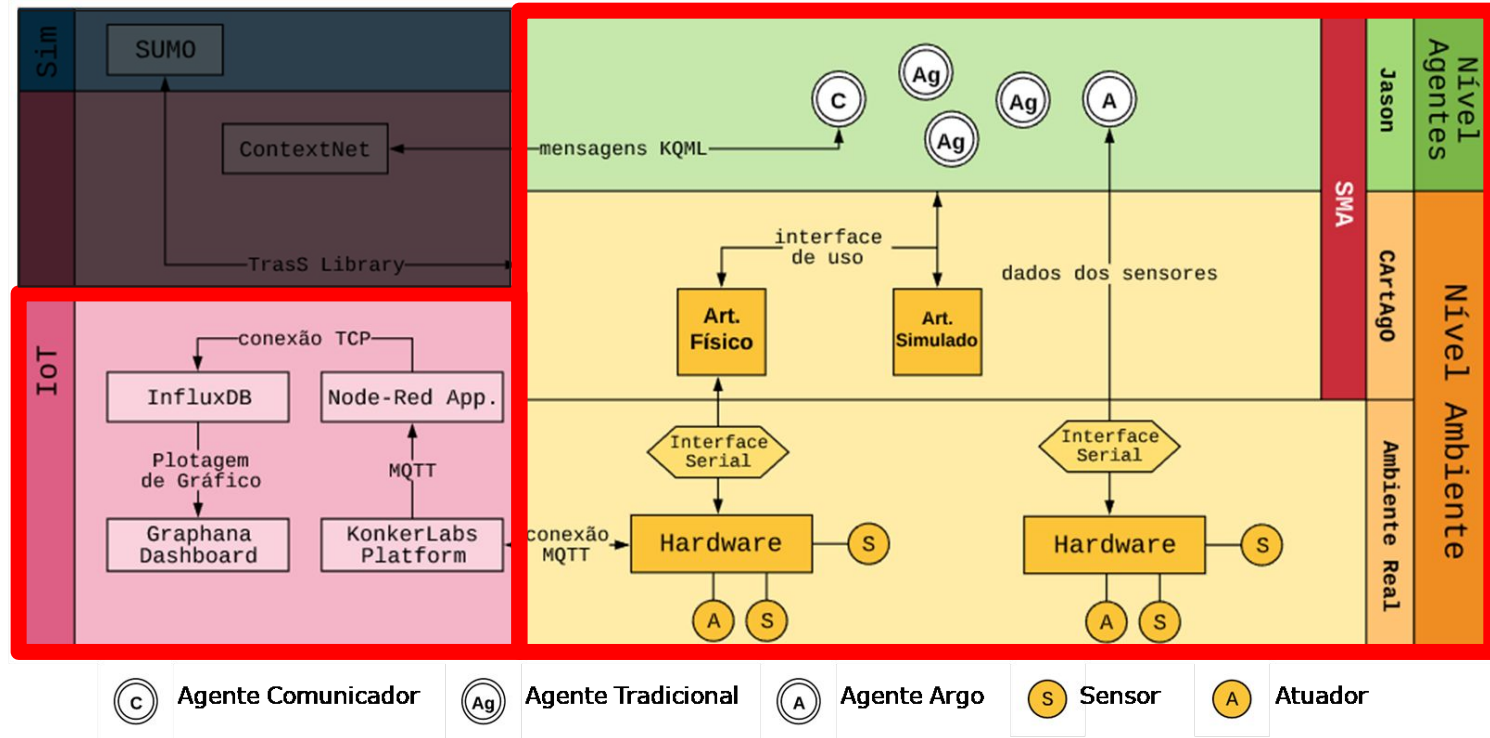 Sim
SUMO
ContextNet
mensagens KQML
TrasS Library
C
Ag
Ag
Ag
A
Jason
Nível
Agentes
SMA
interface
de uso
dados dos sensores
Art.
Físico
Art.
Simulado
CArtAgO
Nível Ambiente
IoT
conexão TCP
InfluxDB
Node-Red App.
Plotagem
de Gráfico
MQTT
Graphana
Dashboard
KonkerLabs
Platform
conexão
MQTT
Interface
Serial
Interface
Serial
Hardware
S
A
S
Hardware
S
A
S
Ambiente Real
C Agente Comunicador
Ag Agente Tradicional
A Agente Argo
S Sensor
A Atuador